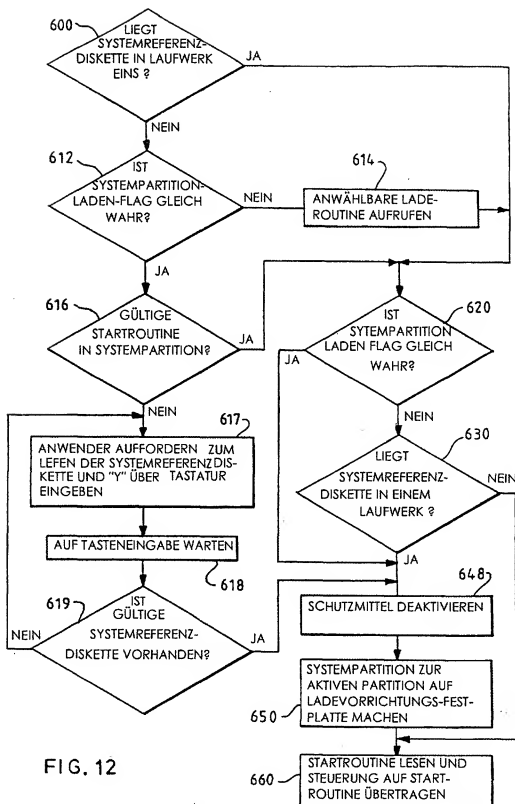 600
LIEGT
SYSTEMREFERENZ-
DISKETTE IN LAUFWERK
EINS ?
JA
NEIN
612
IST
SYSTEMPARTITION-
LADEN-FLAG GLEICH
WAHR?
NEIN
614
ANWÄHLBARE LADE-
ROUTINE AUFRUFEN
JA
616
GÜLTIGE
STARTROUTINE
IN SYSTEMPARTITION?
JA
NEIN
620
IST
SYTEMPARTITION
LADEN FLAG GLEICH
WAHR?
JA
NEIN
617
ANWENDER AUFFORDERN ZUM
LEFEN DER SYSTEMREFERENZDIS-
KETTE UND "Y" ÜBER TASTATUR
EINGEBEN
630
LIEGT
SYSTEMREFERENZ-
DISKETTE IN EINEM
LAUFWERK ?
NEIN
JA
AUF TASTENEINGABE WARTEN
618
619
IST
GÜLTIGE
SYSTEMREFERENZ-
DISKETTE VORHANDEN?
NEIN
JA
648
SCHUTZMITTEL DEAKTIVIEREN
SYSTEMPARTITION ZUR
AKTIVEN PARTITION AUF
LADEVORRICHTUNGS-FEST-
PLATTE MACHEN
650
STARTROUTINE LESEN UND
STEUERUNG AUF START-
ROUTINE ÜBERTRAGEN
660
FIG. 12